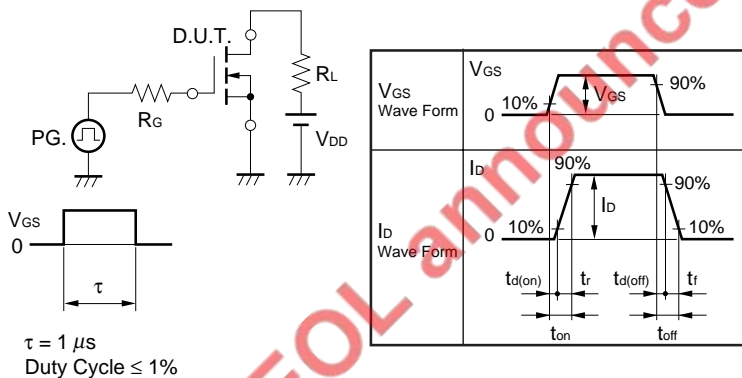 D.U.T.
RL
RG
PG.
VDD
VGS
0
τ
τ = 1 μs
Duty Cycle ≤ 1%
VGS
Wave Form
VGS
10%
0
VGS
90%
ID
Wave Form
ID
90%
10%
0
ID
90%
10%
td(on)
tr
td(off)
tf
ton
toff
EOL announce